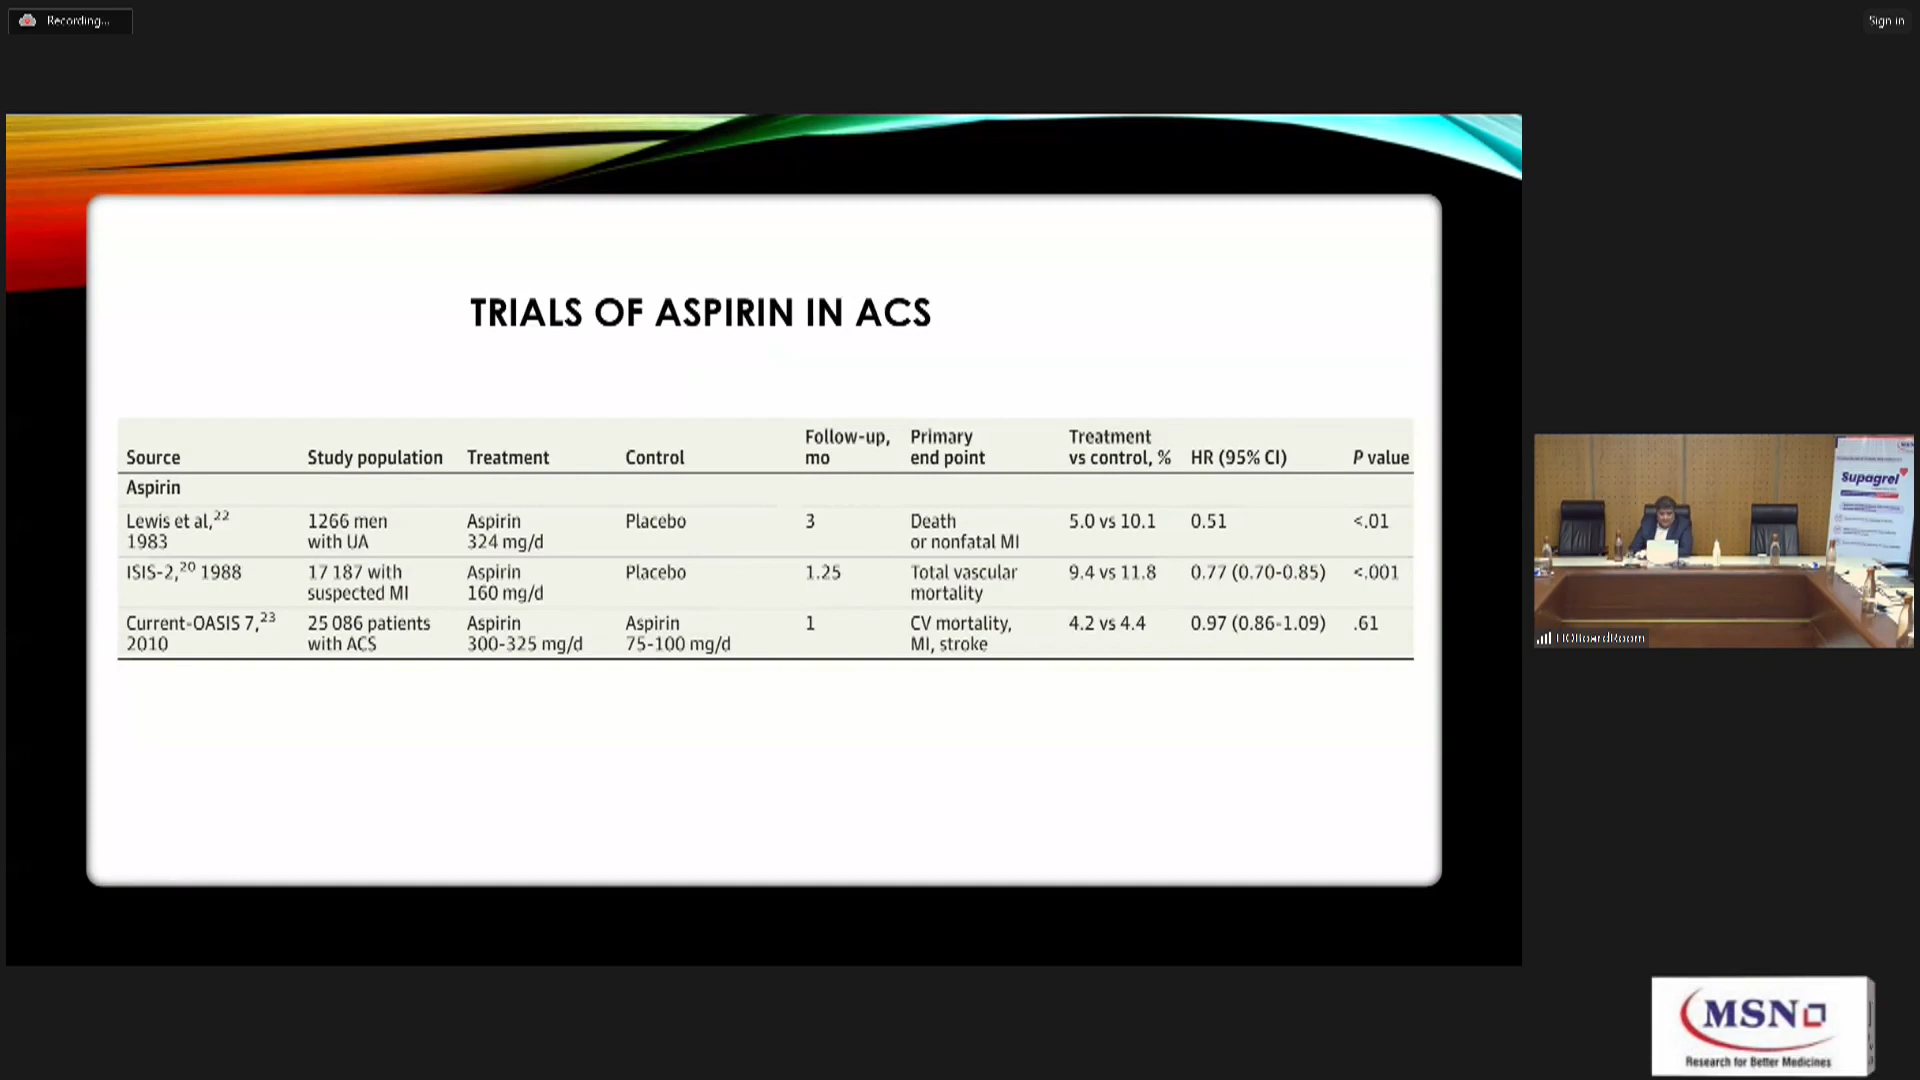 Recording...
Sign in
TRIALS OF ASPIRIN IN ACS
Source Study population Treatment Control Follow-up, mo Primary end point Treatment vs control, % HR (95% CI) P value
Aspirin
Lewis et al,22 1983 1266 men with UA Aspirin 324 mg/d Placebo 3 Death or nonfatal MI 5.0 vs 10.1 0.51 <.01
ISIS-2,20 1988 17 187 with suspected MI Aspirin 160 mg/d Placebo 1.25 Total vascular mortality 9.4 vs 11.8 0.77 (0.70-0.85) <.001
Current-OASIS 7,23 2010 25 086 patients with ACS Aspirin 300-325 mg/d Aspirin 75-100 mg/d 1 CV mortality, MI, stroke 4.2 vs 4.4 0.97 (0.86-1.09) .61
Supagrel
HOBoardRoom
MSN
Research for Better Medicines